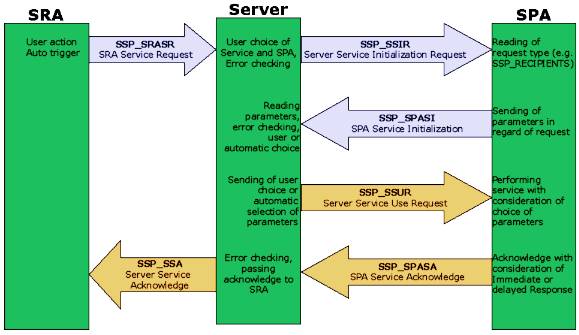 SRA
Server
SPA
User action
Auto trigger
SSP_SRASR
SRA Service Request
User choice of
Service and SPA,
Error checking
SSP_SSIR
Server Service Initialization Request
Reading of
request type (e.g.
SSP_RECIPIENTS)
Reading
parameters,
error checking,
user or
automatic choice
SSP_SPASI
SPA Service Initialization
Sending of
parameters in
regard of request
Sending of user
choice or
automatic
selection of
parameters
SSP_SSUR
Server Service Use Request
Performing
service with
consideration of
choice of
parameters
SSP_SSA
Server Service
Acknowledge
Error checking,
passing
acknowledge to
SRA
SSP_SPASA
SPA Service Acknowledge
Acknowledge with
consideration of
Immediate or
delayed Response